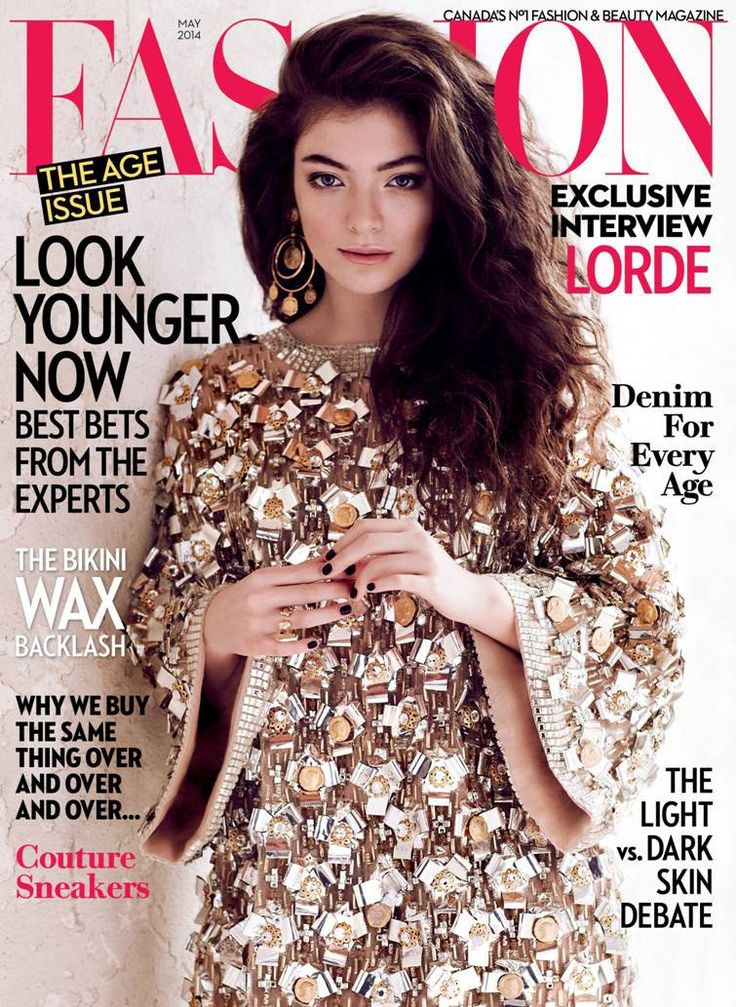 CANADA'S Nº1 FASHION & BEAUTY MAGAZINE
MAY
2014
FASHION
THE AGE
ISSUE
EXCLUSIVE
INTERVIEW
LORDE
LOOK
YOUNGER
NOW
BEST BETS
FROM THE
EXPERTS
Denim
For
Every
Age
THE BIKINI
WAX
BACKLASH
WHY WE BUY
THE SAME
THING OVER
AND OVER
AND OVER...
Couture
Sneakers
THE
LIGHT
vs. DARK
SKIN
DEBATE